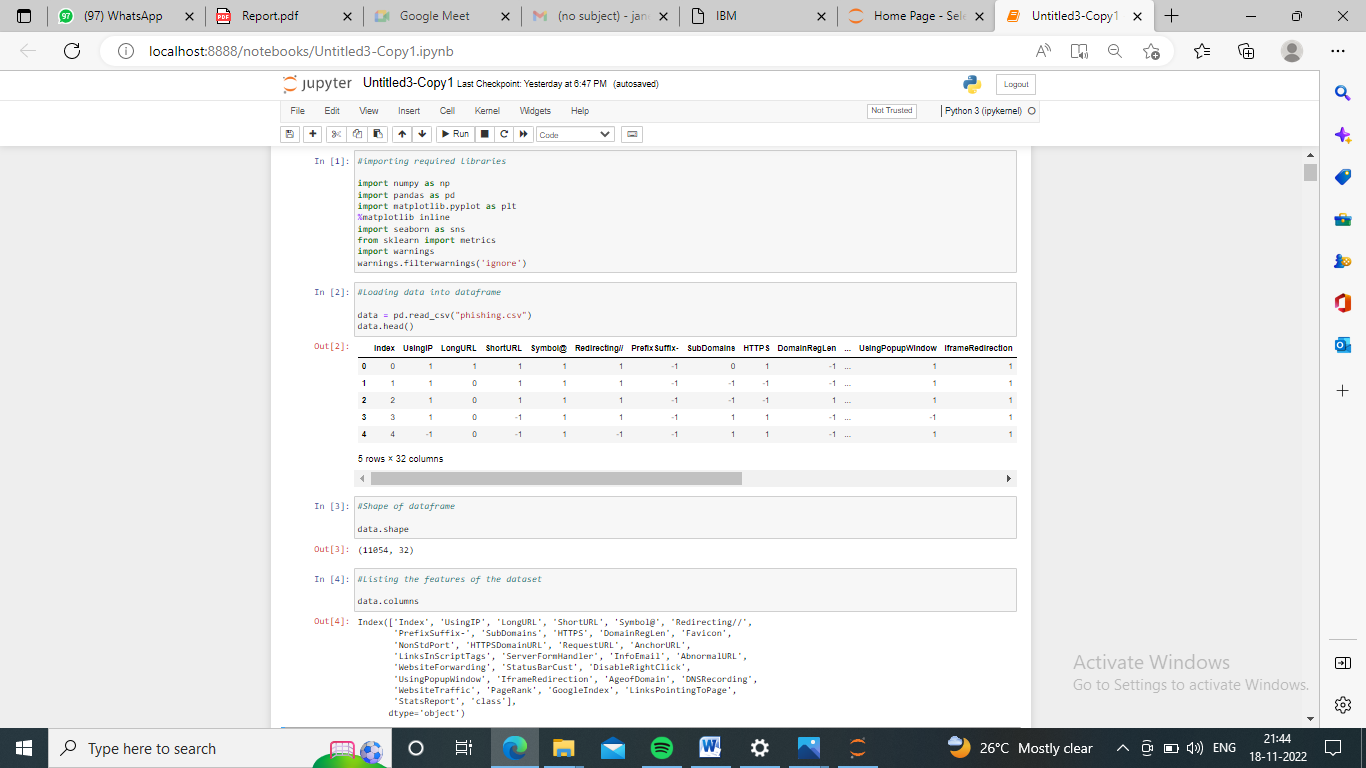 (97) WhatsApp
Report.pdf
Google Meet
(no subject) - jan
IBM
Home Page - Sele
Untitled3-Copy1
localhost:8888/notebooks/Untitled3-Copy1.ipynb
jupyter Untitled3-Copy1 Last Checkpoint: Yesterday at 6:47 PM (autosaved)
Logout
File Edit View Insert Cell Kernel Widgets Help
Not Trusted
Python 3 (ipykernel)
Run
Code
In [1]: #importing required libraries
import numpy as np
import pandas as pd
import matplotlib.pyplot as plt
%matplotlib inline
import seaborn as sns
from sklearn import metrics
import warnings
warnings.filterwarnings('ignore')
In [2]: #Loading data into dataframe
data = pd.read_csv("phishing.csv")
data.head()
Out[2]:
Index UsingIP LongURL ShortURL Symbol@ Redirecting// PrefixSuffix- SubDomains HTTPS DomainRegLen ... UsingPopupWindow IframeRedirection
0 0 1 1 1 1 1 -1 0 1 -1 ... 1 1
1 1 1 0 1 1 1 -1 -1 -1 -1 ... 1 1
2 2 1 0 1 1 1 -1 -1 -1 1 ... 1 1
3 3 1 0 -1 1 1 -1 1 1 -1 ... -1 1
4 4 -1 0 -1 1 -1 -1 1 1 -1 ... 1 1
5 rows × 32 columns
In [3]: #Shape of dataframe
data.shape
Out[3]: (11054, 32)
In [4]: #Listing the features of the dataset
data.columns
Out[4]: Index(['Index', 'UsingIP', 'LongURL', 'ShortURL', 'Symbol@', 'Redirecting//',
'PrefixSuffix-', 'SubDomains', 'HTTPS', 'DomainRegLen', 'Favicon',
'NonStdPort', 'HTTPSDomainURL', 'RequestURL', 'AnchorURL',
'LinksInScriptTags', 'ServerFormHandler', 'InfoEmail', 'AbnormalURL',
'WebsiteForwarding', 'StatusBarCust', 'DisableRightClick',
'UsingPopupWindow', 'IframeRedirection', 'AgeofDomain', 'DNSRecording',
'WebsiteTraffic', 'PageRank', 'GoogleIndex', 'LinksPointingToPage',
'StatsReport', 'class'],
dtype='object')
Activate Windows
Go to Settings to activate Windows.
Type here to search
26°C Mostly clear
ENG
21:44
18-11-2022